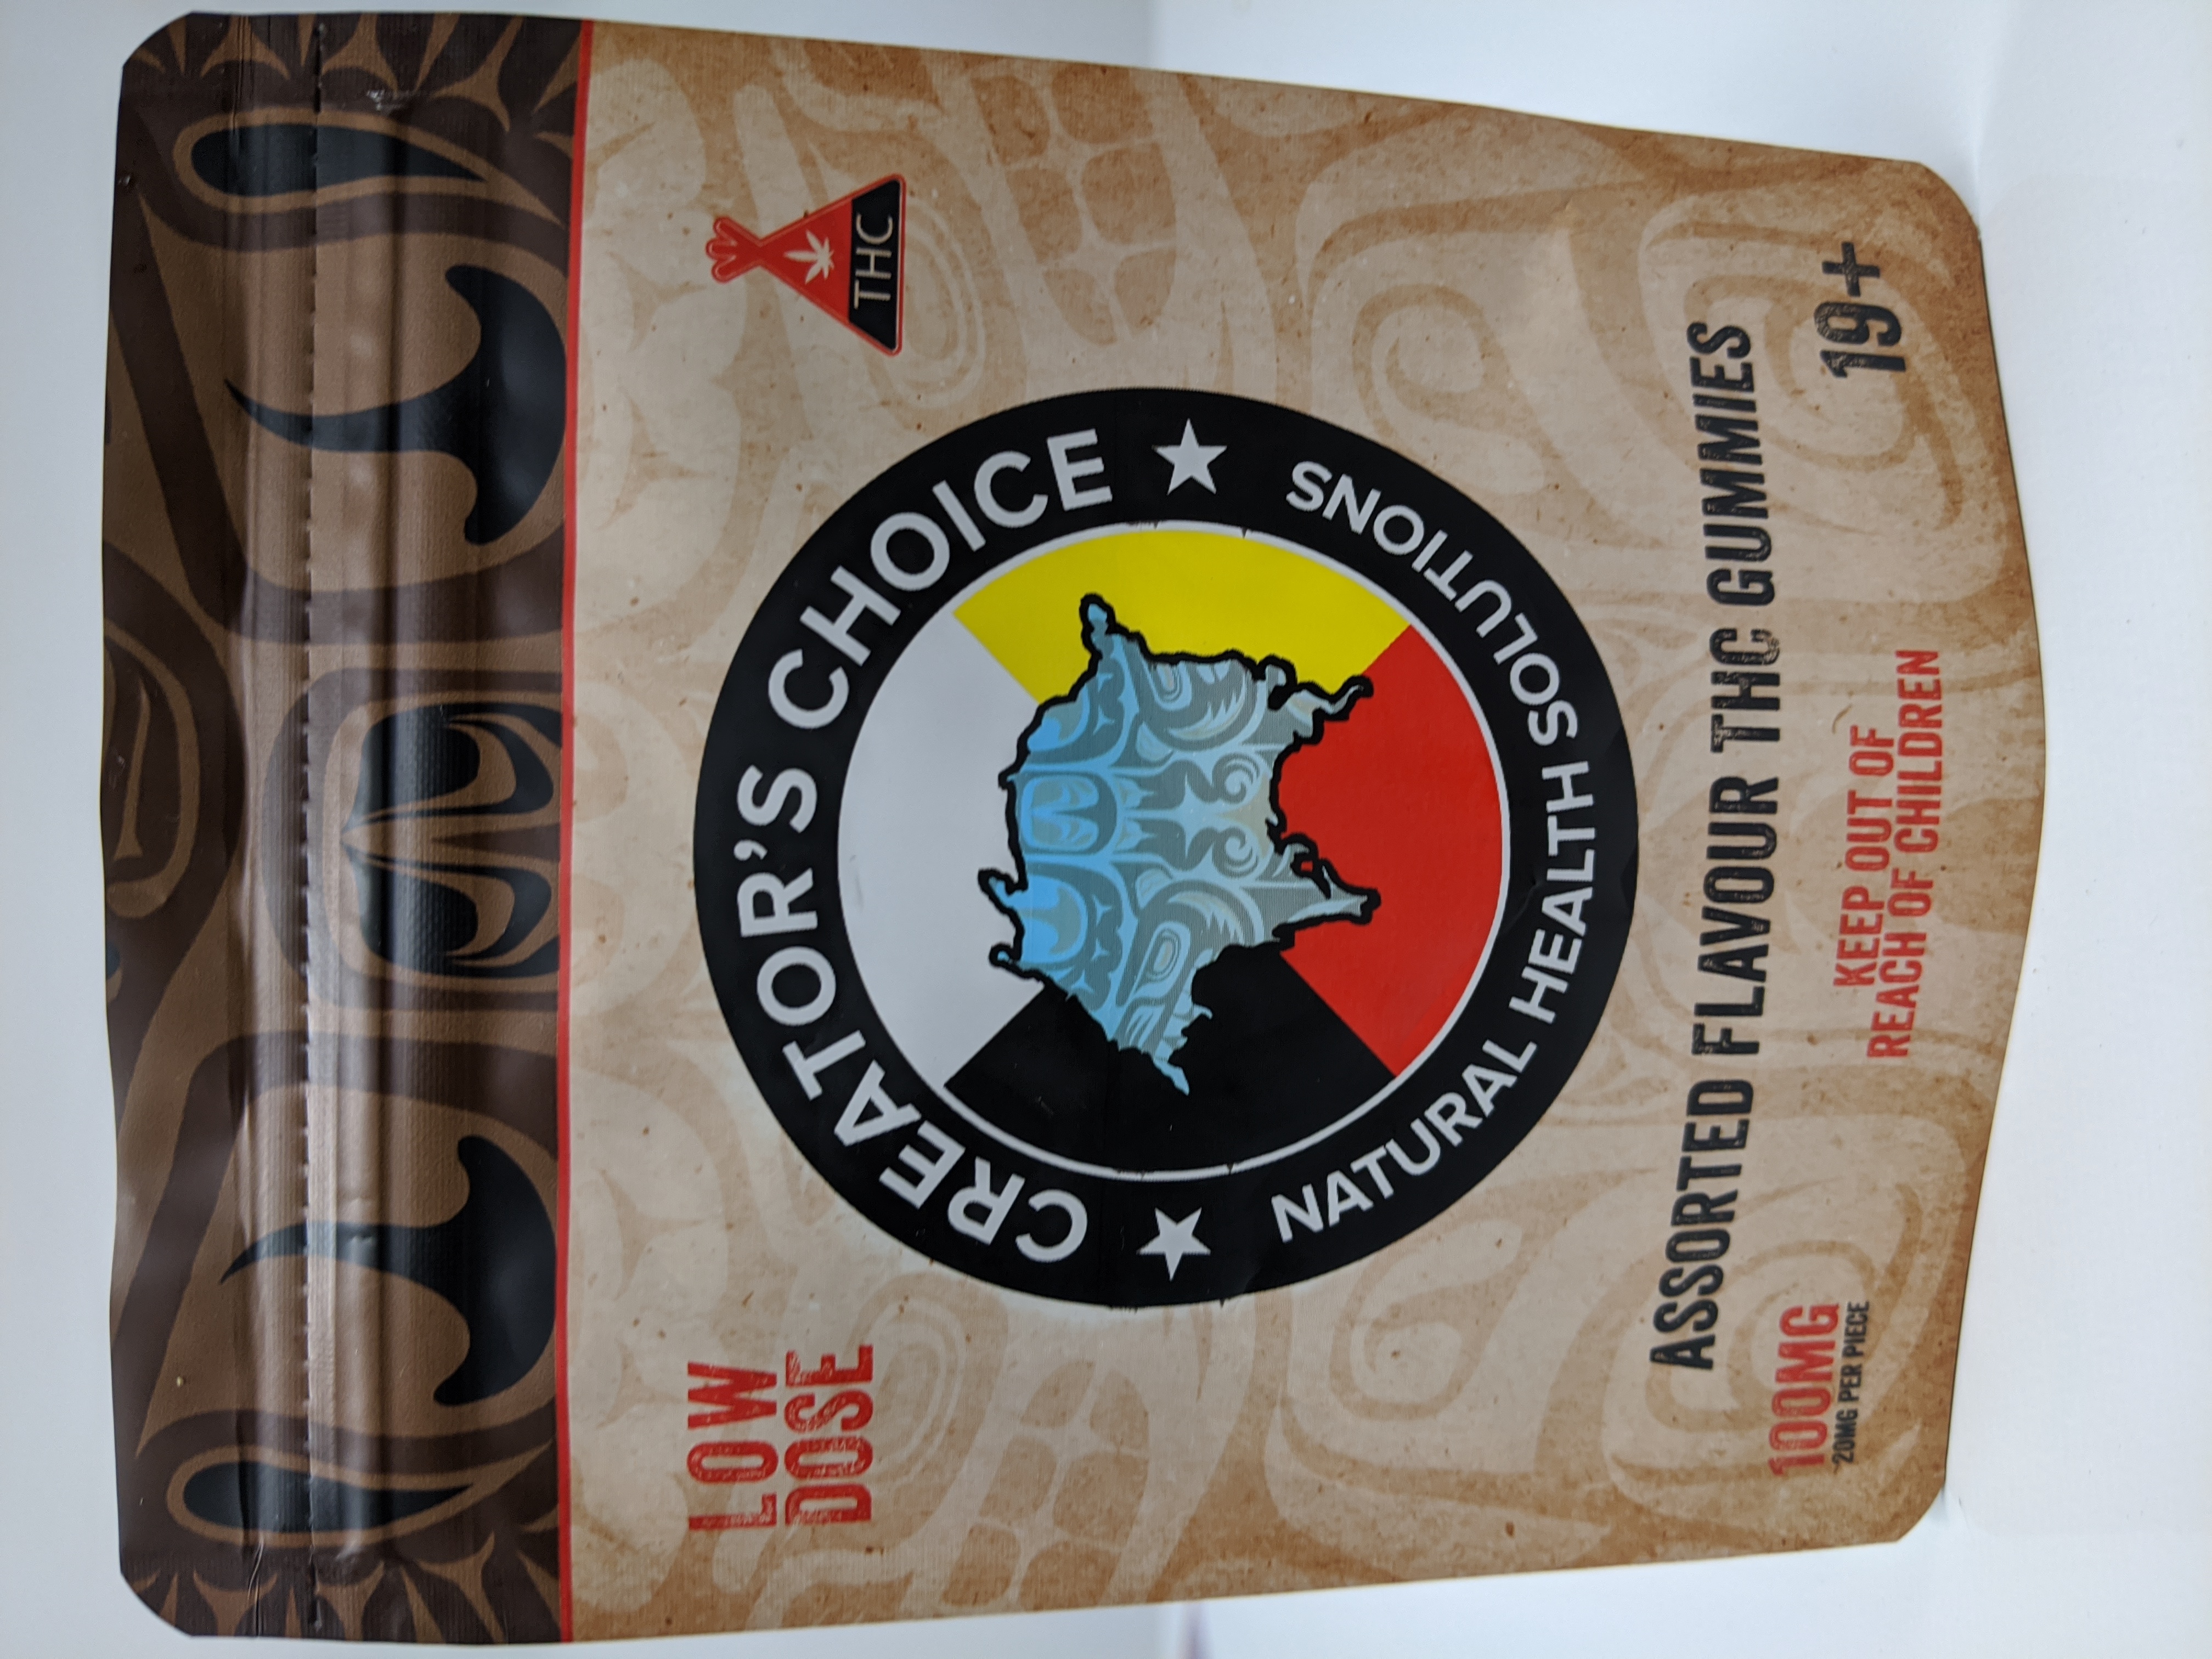 LOW
DOSE
THC
CREATOR'S CHOICE
NATURAL HEALTH SOLUTIONS
ASSORTED FLAVOUR THC GUMMIES
100MG
20MG PER PIECE
KEEP OUT OF
REACH OF CHILDREN
19+